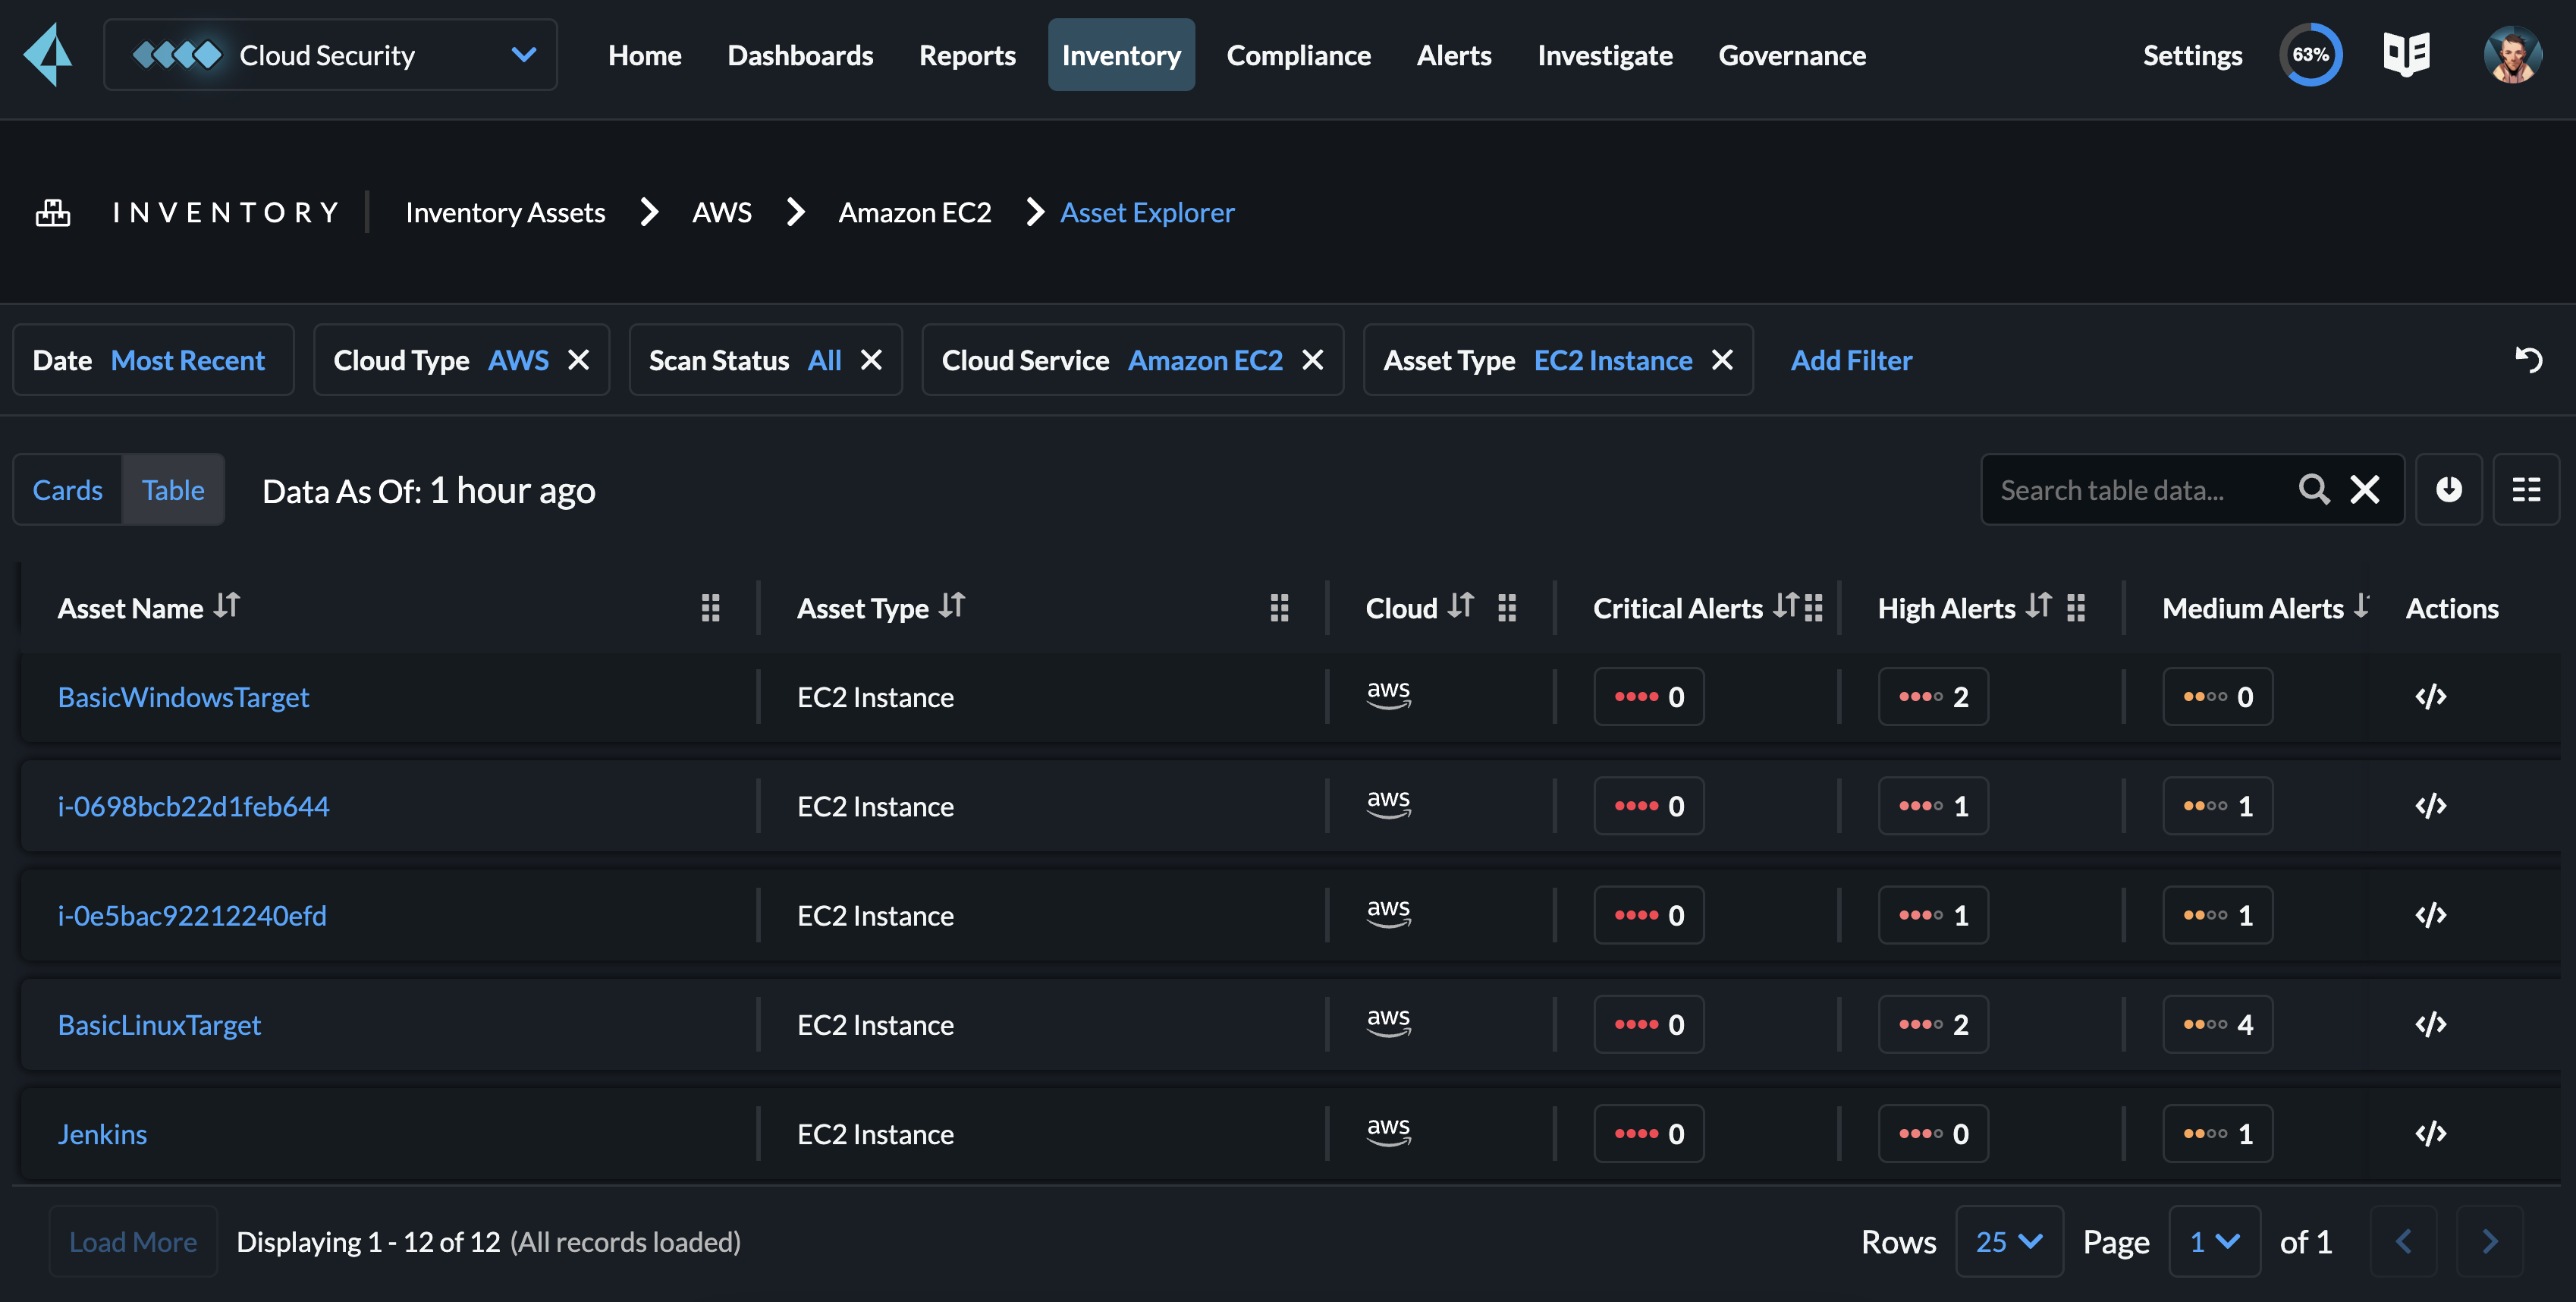 Cloud Security Home Dashboards Reports Inventory Compliance Alerts Investigate Governance Settings 63%
INVENTORY Inventory Assets AWS Amazon EC2 Asset Explorer
Date Most Recent Cloud Type AWS Scan Status All Cloud Service Amazon EC2 Asset Type EC2 Instance Add Filter
Cards Table Data As Of: 1 hour ago Search table data...
Asset Name Asset Type Cloud Critical Alerts High Alerts Medium Alerts Actions
BasicWindowsTarget EC2 Instance aws 0 2 0 </>
i-0698bcb22d1feb644 EC2 Instance aws 0 1 1 </>
i-0e5bac92212240efd EC2 Instance aws 0 1 1 </>
BasicLinuxTarget EC2 Instance aws 0 2 4 </>
Jenkins EC2 Instance aws 0 0 1 </>
Load More Displaying 1 - 12 of 12 (All records loaded) Rows 25 Page 1 of 1